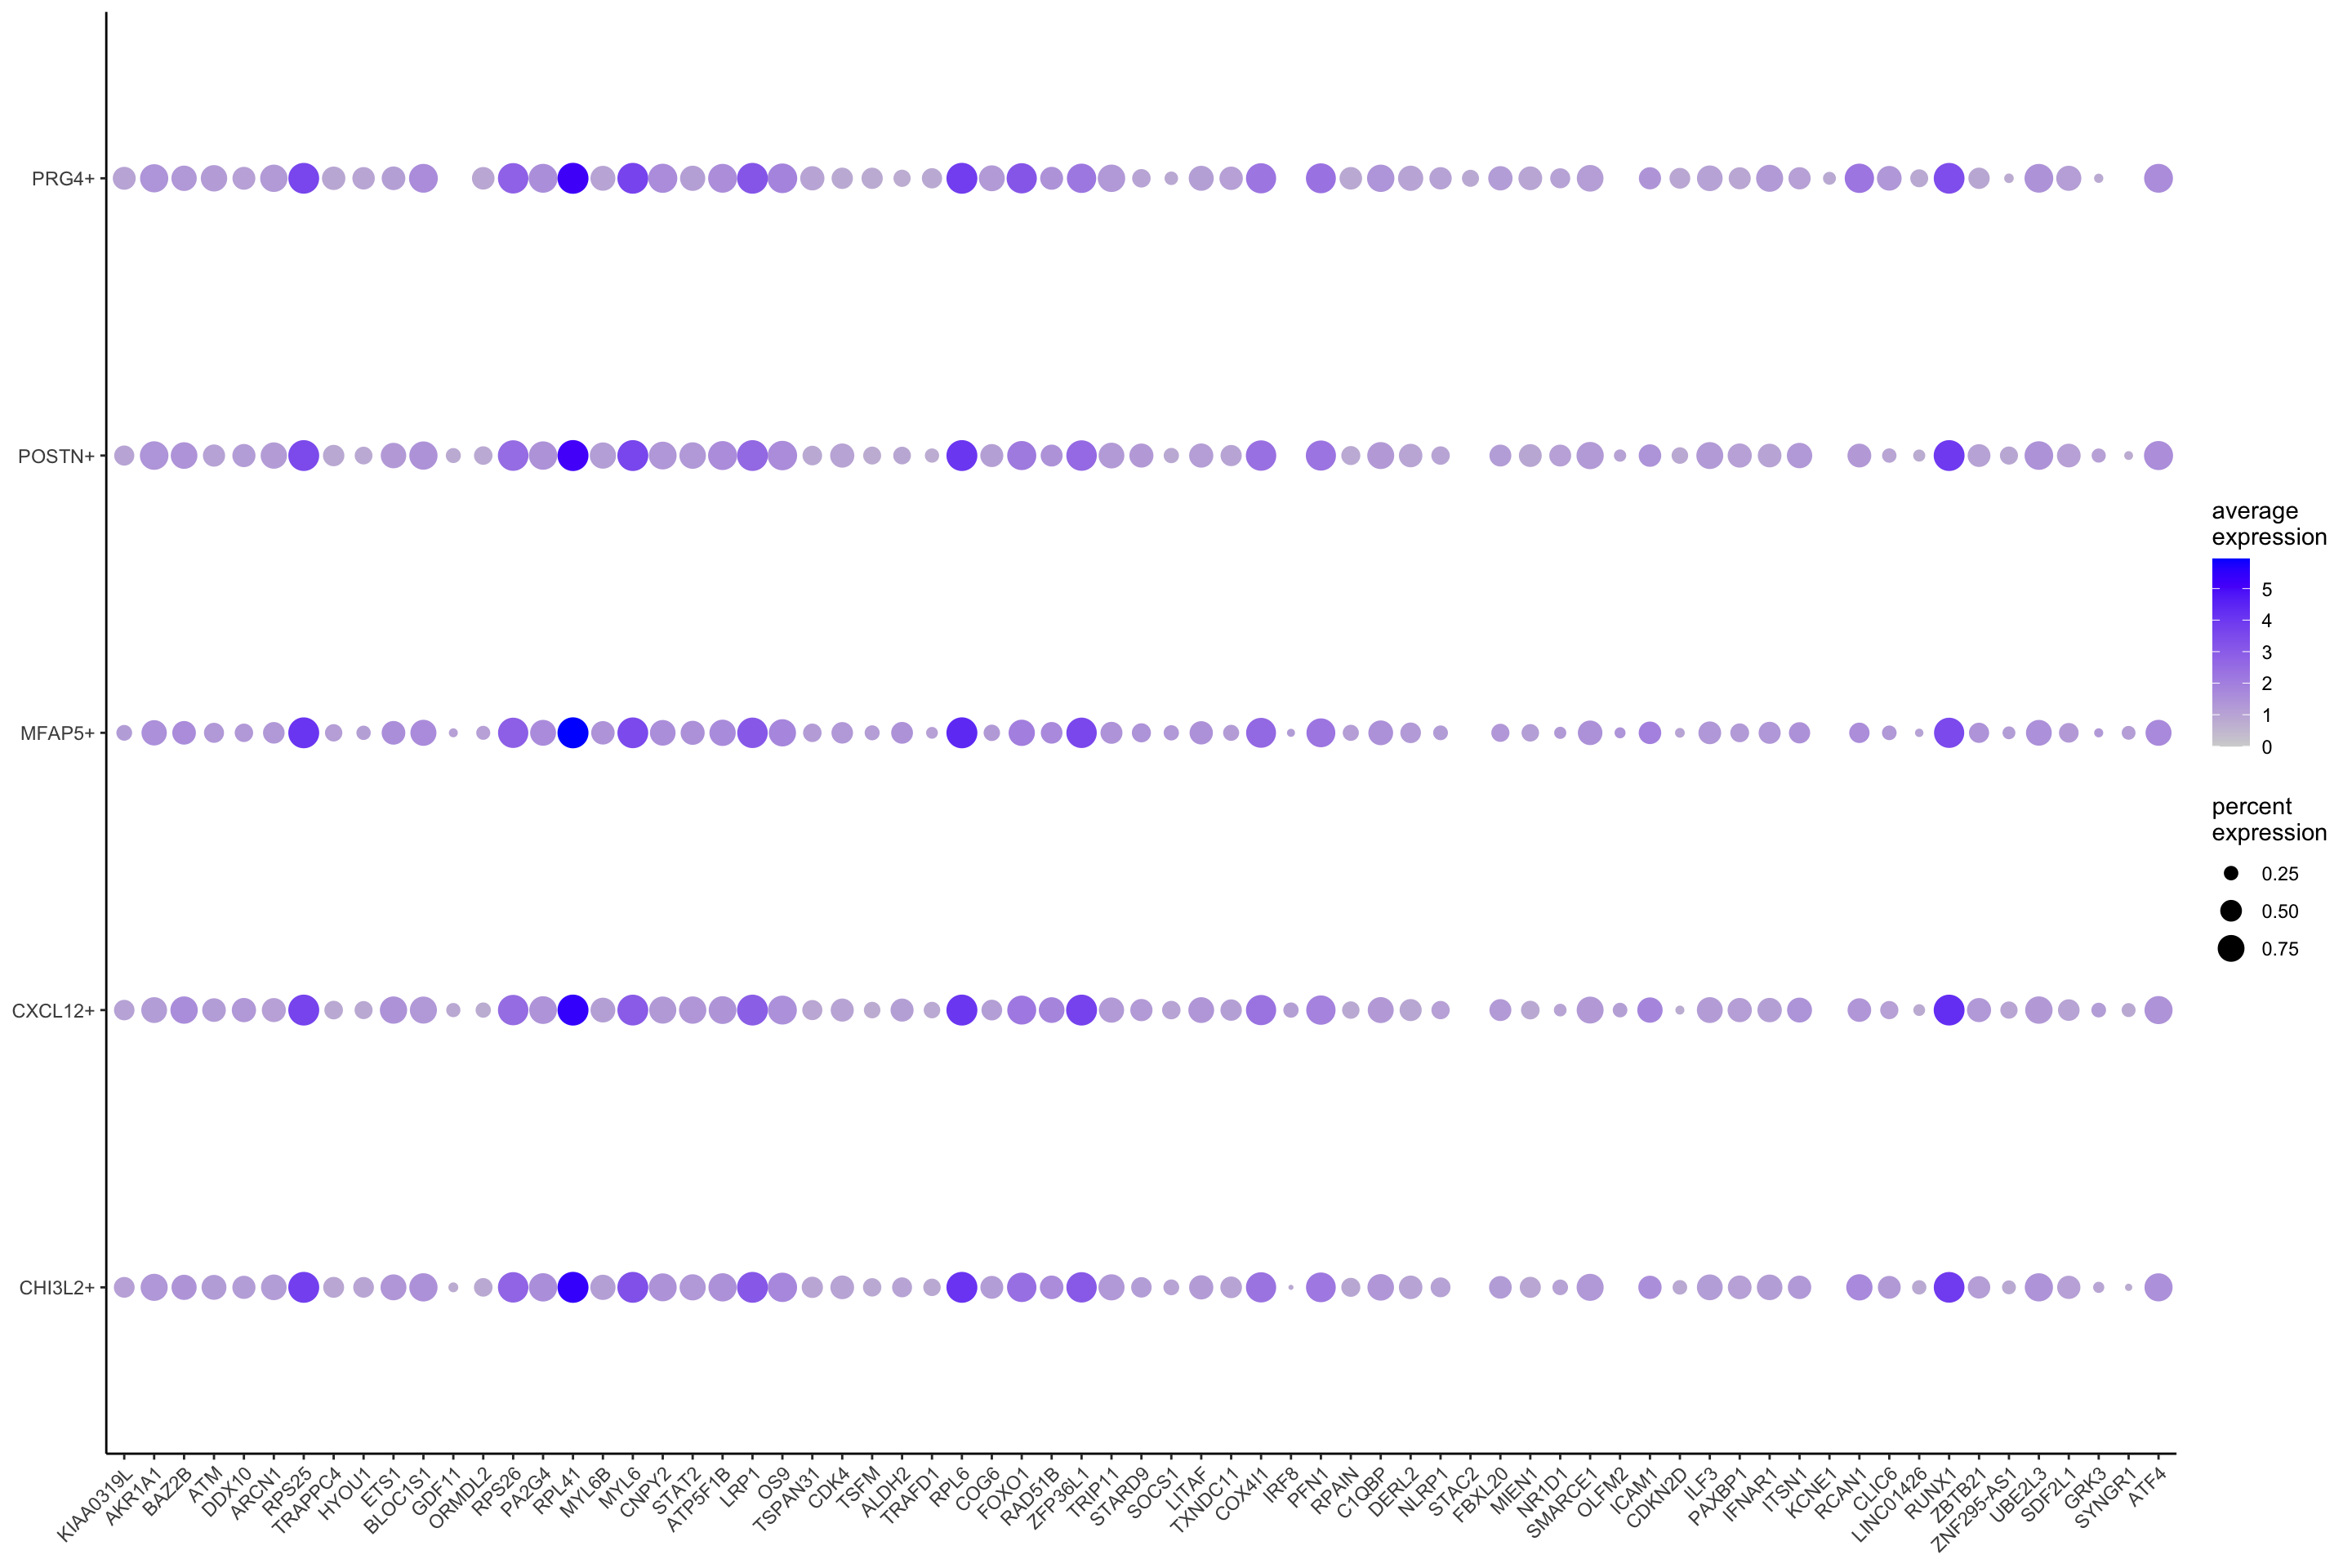 PRG4+
POSTN+
MFAP5+
CXCL12+
CHI3L2+
KIAA0319L
AKR1A1
BAZ2B
ATM
DDX10
ARCN1
RPS25
TRAPPC4
HYOU1
ETS1
BLOC1S1
GDF11
ORMDL2
RPS26
PA2G4
RPL41
MYL6B
MYL6
CNPY2
STAT2
ATP5F1B
LRP1
OS9
TSPAN31
CDK4
TSFM
ALDH2
TRAFD1
RPL6
COG6
FOXO1
RAD51B
ZFP36L1
TRIP11
STARD9
SOCS1
LITAF
TXNDC11
COX4I1
IRF8
PFN1
RPAIN
C1QBP
DERL2
NLRP1
STAC2
FBXL20
MIEN1
NR1D1
SMARCE1
OLFM2
ICAM1
CDKN2D
ILF3
PAXBP1
IFNAR1
ITSN1
KCNE1
RCAN1
CLIC6
LINC01426
RUNX1
ZBTB21
ZNF295-AS1
UBE2L3
SDF2L1
GRK3
SYNGR1
ATF4
average
expression
5
4
3
2
1
0
percent
expression
0.25
0.50
0.75